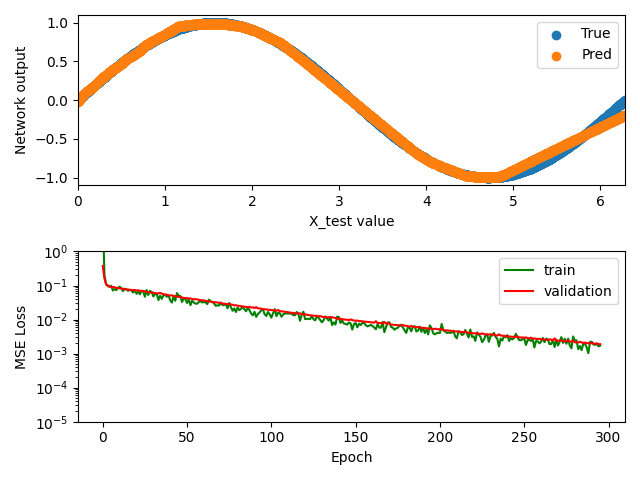 1.0
0.5
0.0
−0.5
−1.0
Network output
True
Pred
0 1 2 3 4 5 6
X_test value
10^0
10^-1
10^-2
10^-3
10^-4
10^-5
MSE Loss
train
validation
0 50 100 150 200 250 300
Epoch